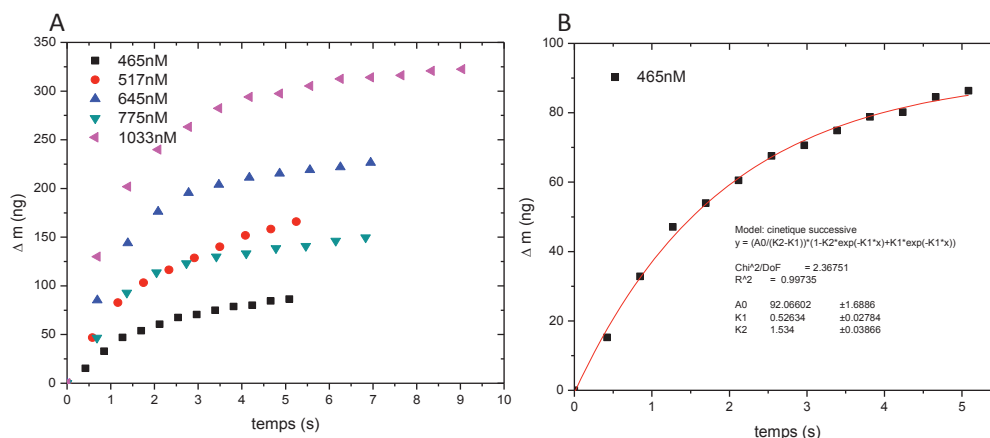 A
350
300
250
200
150
100
50
0
Δ m (ng)
465nM
517nM
645nM
775nM
1033nM
0 1 2 3 4 5 6 7 8 9 10
temps (s)
B
100
80
60
40
20
0
Δ m (ng)
465nM
Model: cinetique successive
y = (A0/(K2-K1))*(1-K2*exp(-K1*x)+K1*exp(-K1*x))
Chi^2/DoF = 2.36751
R^2 = 0.99735
A0 92.06602 ±1.6886
K1 0.52634 ±0.02784
K2 1.534 ±0.03866
0 1 2 3 4 5
temps (s)